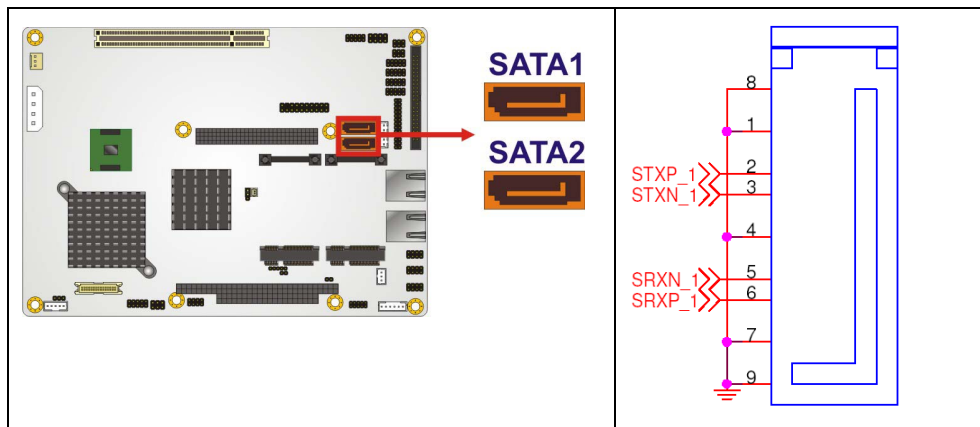 SATA1
SATA2
8
1
STXP_1 2
STXN_1 3
4
SRXN_1 5
SRXP_1 6
7
9